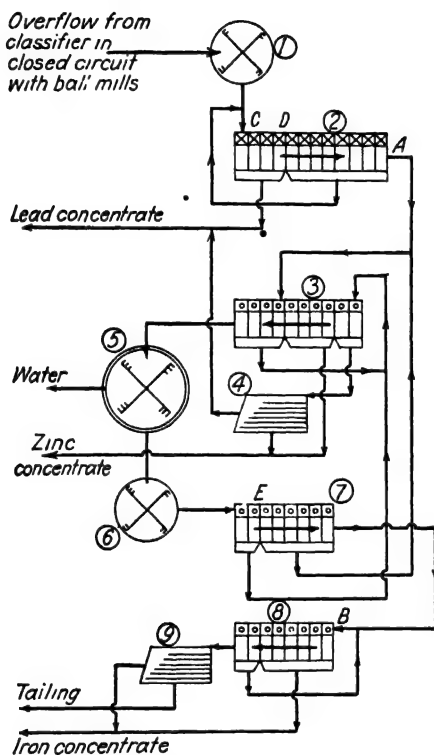 Overflow from
classifier in
closed circuit
with ball mills
1
C D 2 A
Lead concentrate
3
5
4
Water
Zinc
concentrate
E 7
6
8 B
9
Tailing
Iron concentrate